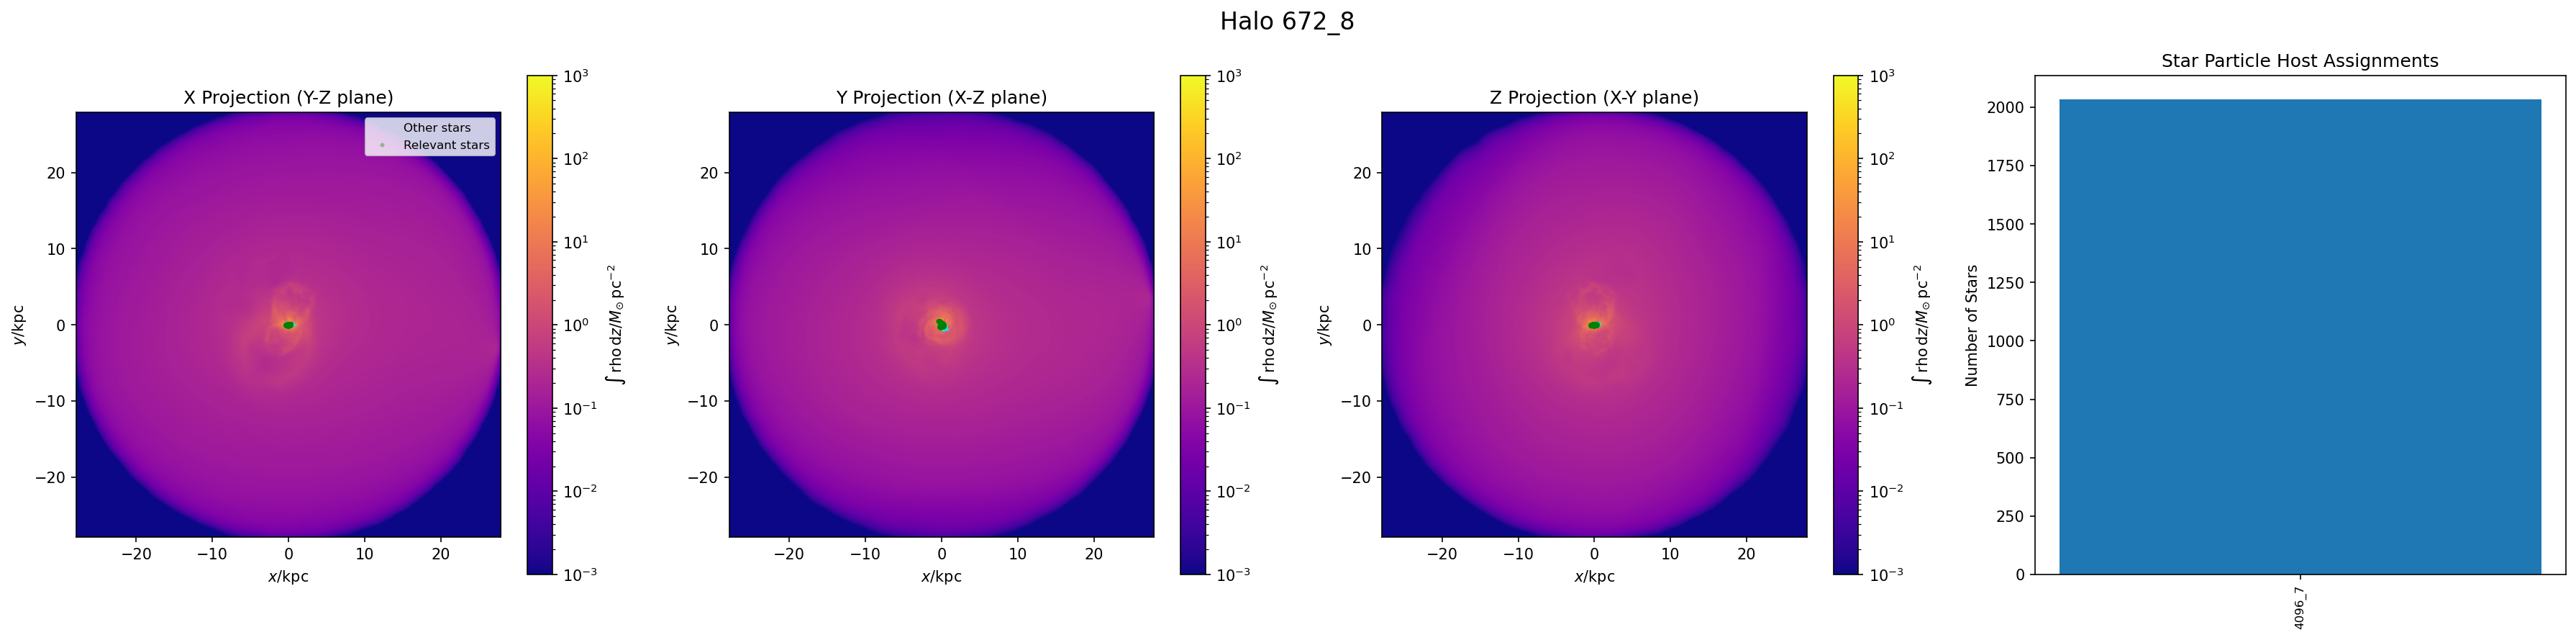 Halo 672_8
X Projection (Y-Z plane)
Other stars
Relevant stars
20
10
0
−10
−20
y/kpc
−20 −10 0 10 20
x/kpc
10³
10²
10¹
10⁰
10⁻¹
10⁻²
10⁻³
∫ rho dz/M⊙ pc⁻²
Y Projection (X-Z plane)
20
10
0
−10
−20
y/kpc
−20 −10 0 10 20
x/kpc
10³
10²
10¹
10⁰
10⁻¹
10⁻²
10⁻³
∫ rho dz/M⊙ pc⁻²
Z Projection (X-Y plane)
20
10
0
−10
−20
y/kpc
−20 −10 0 10 20
x/kpc
10³
10²
10¹
10⁰
10⁻¹
10⁻²
10⁻³
∫ rho dz/M⊙ pc⁻²
Star Particle Host Assignments
2000
1750
1500
1250
1000
750
500
250
0
Number of Stars
4096_7